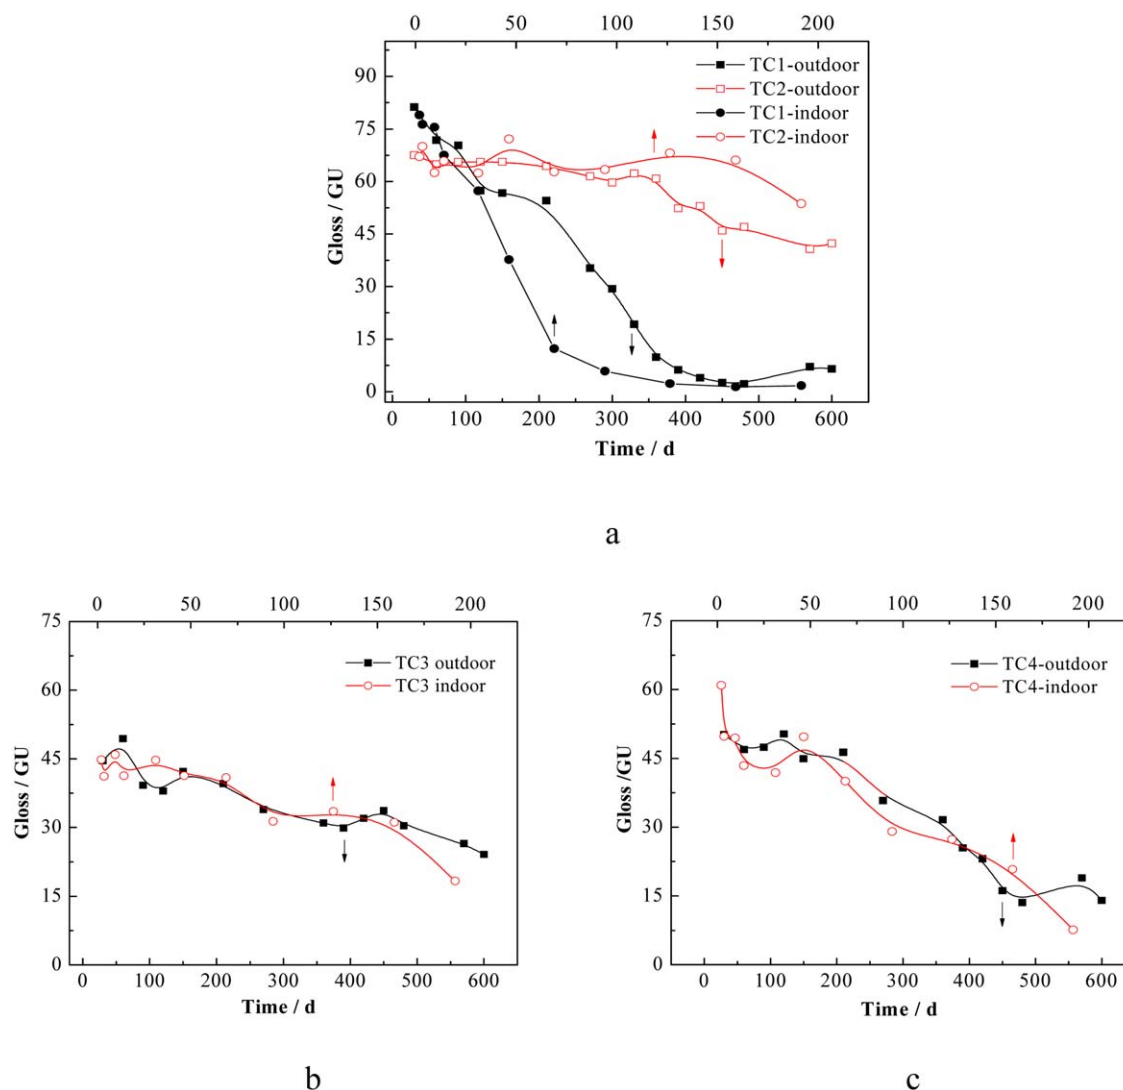 0 50 100 150 200
90
75
60
45
30
15
0
Gloss / GU
TC1-outdoor
TC2-outdoor
TC1-indoor
TC2-indoor
0 100 200 300 400 500 600
Time / d
a
0 50 100 150 200
75
60
45
30
15
0
Gloss / GU
TC3 outdoor
TC3 indoor
0 100 200 300 400 500 600
Time / d
b
0 50 100 150 200
75
60
45
30
15
0
Gloss /GU
TC4-outdoor
TC4-indoor
0 100 200 300 400 500 600
Time / d
c